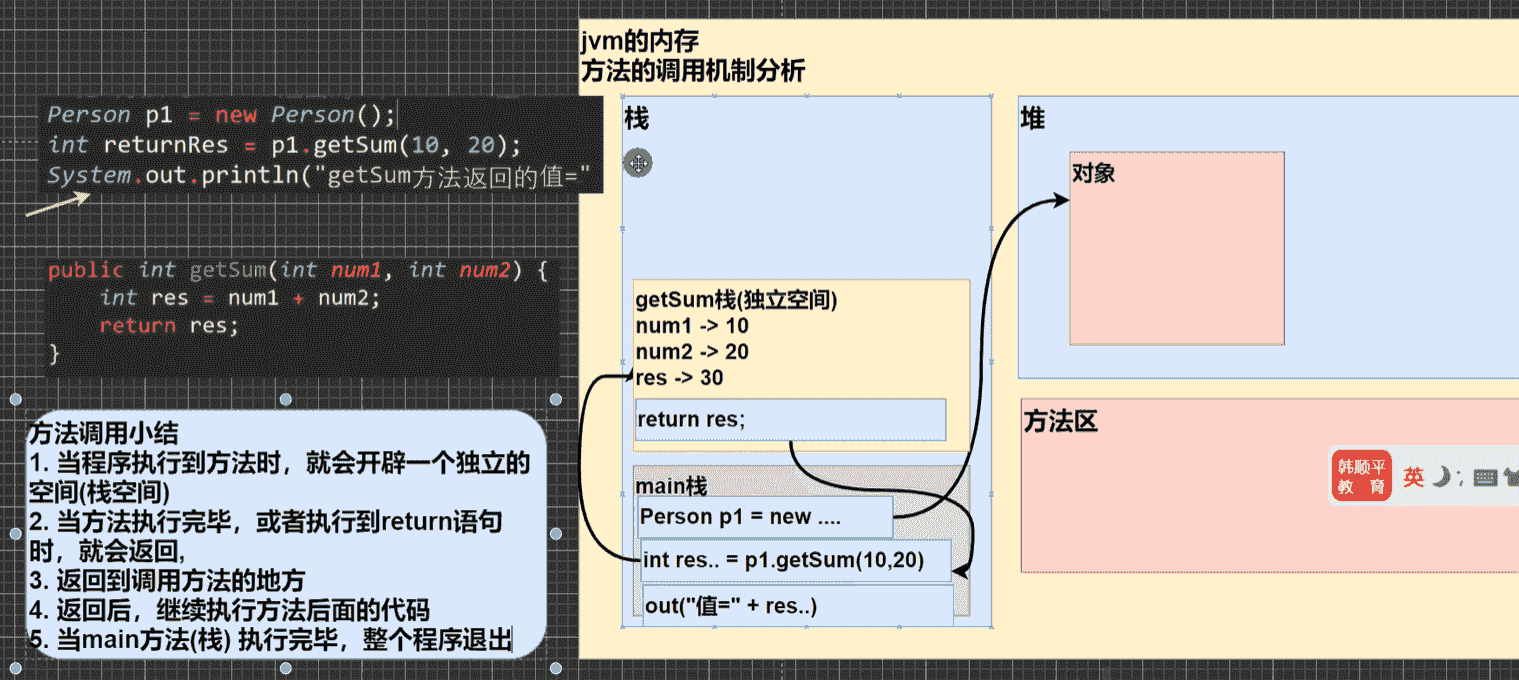 jvm的内存
方法的调用机制分析
Person p1 = new Person();
int returnRes = p1.getSum(10, 20);
System.out.println("getSum方法返回的值="
public int getSum(int num1, int num2) {
int res = num1 + num2;
return res;
}
方法调用小结
1. 当程序执行到方法时，就会开辟一个独立的
空间(栈空间)
2. 当方法执行完毕，或者执行到return语句
时，就会返回,
3. 返回到调用方法的地方
4. 返回后，继续执行方法后面的代码
5. 当main方法(栈) 执行完毕，整个程序退出
栈
getSum栈(独立空间)
num1 -> 10
num2 -> 20
res -> 30
return res;
main栈
Person p1 = new ....
int res.. = p1.getSum(10,20)
out("值=" + res..)
堆
对象
方法区
韩顺平
教育
英